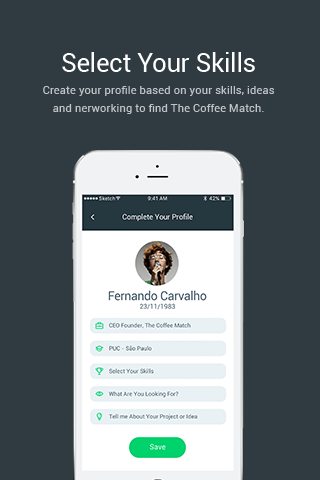 Select Your Skills
Create your profile based on your skills, ideas
and nerworking to find The Coffee Match.
Sketch 9:41 AM 42%
Complete Your Profile
Fernando Carvalho
23/11/1983
CEO Founder, The Coffee Match
PUC - São Paulo
Select Your Skills
What Are You Looking For?
Tell me About Your Project or Idea
Save